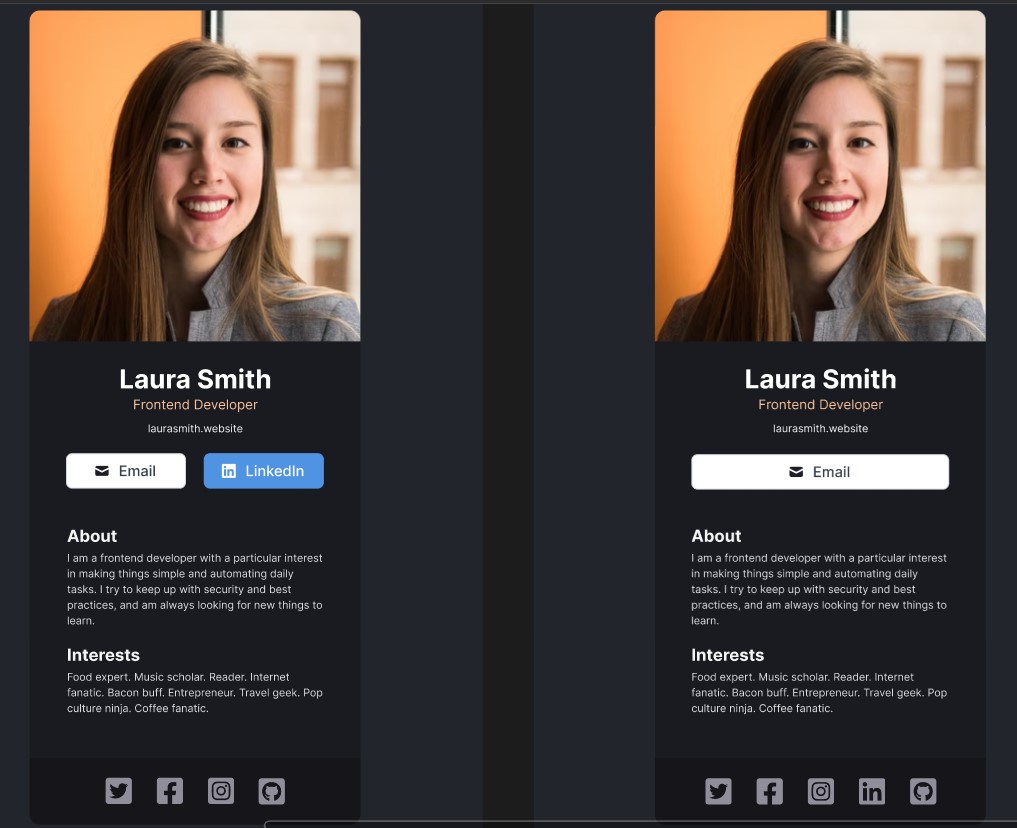 Laura Smith
Frontend Developer
laurasmith.website
Email
LinkedIn
About
I am a frontend developer with a particular interest
in making things simple and automating daily
tasks. I try to keep up with security and best
practices, and am always looking for new things to
learn.
Interests
Food expert. Music scholar. Reader. Internet
fanatic. Bacon buff. Entrepreneur. Travel geek. Pop
culture ninja. Coffee fanatic.
Laura Smith
Frontend Developer
laurasmith.website
Email
About
I am a frontend developer with a particular interest
in making things simple and automating daily
tasks. I try to keep up with security and best
practices, and am always looking for new things to
learn.
Interests
Food expert. Music scholar. Reader. Internet
fanatic. Bacon buff. Entrepreneur. Travel geek. Pop
culture ninja. Coffee fanatic.